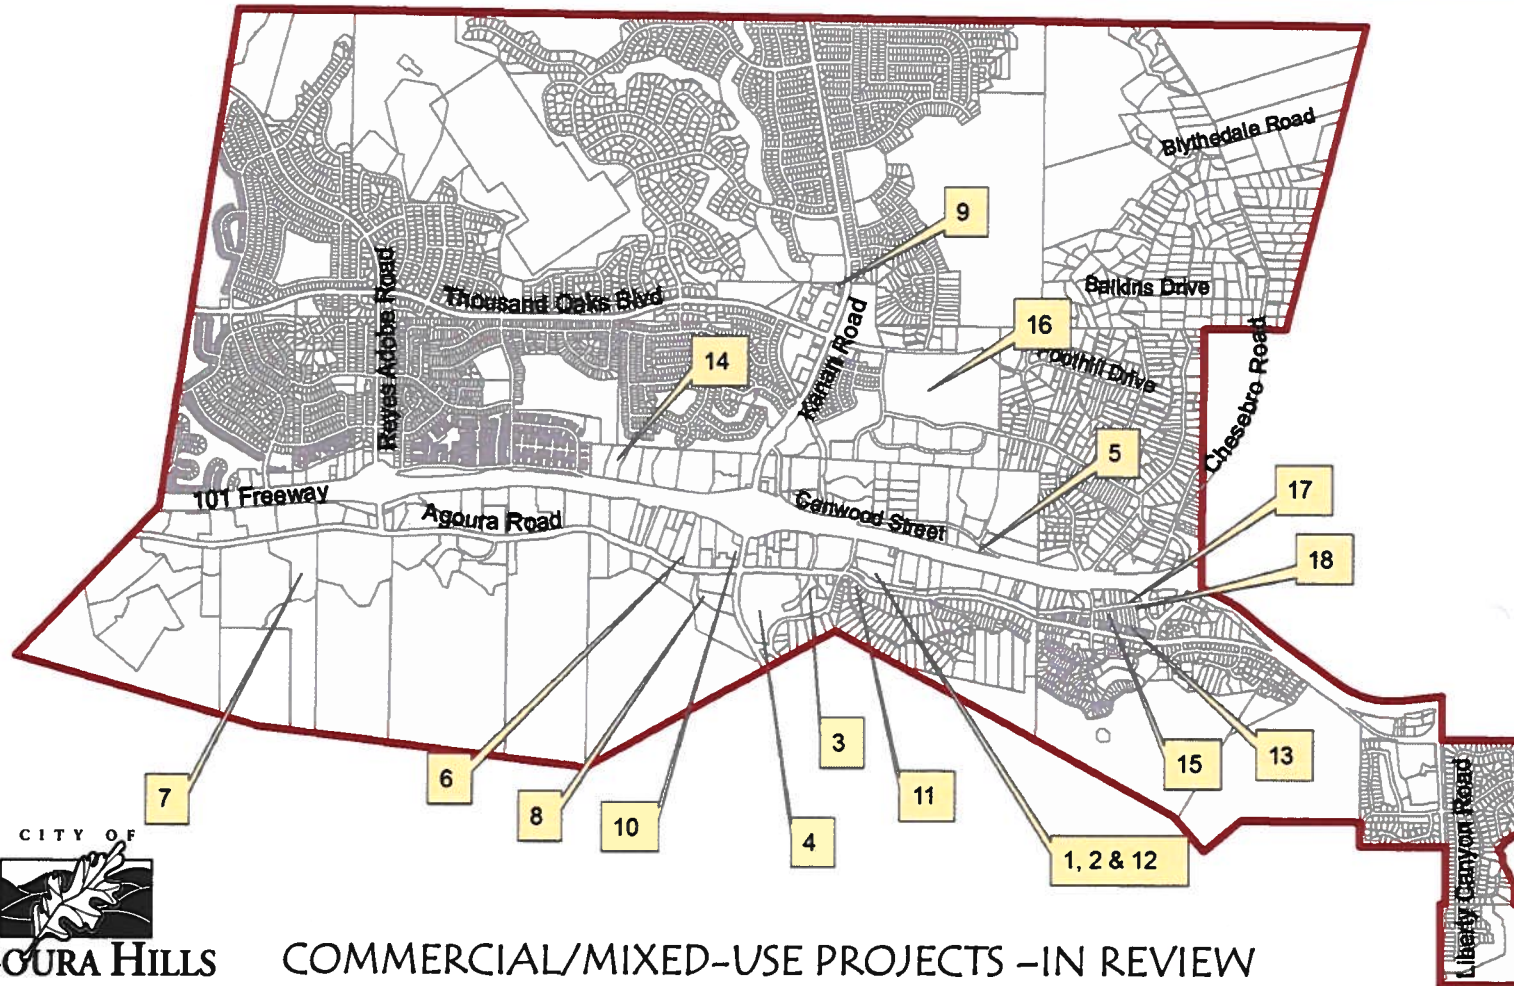 Blythedale Road
9
Balkins Drive
Thousand Oaks Blvd
Reyes Adobe Road
16
Kanan Road
14
Foothill Drive
Chesebro Road
5
101 Freeway
Agoura Road
Canwood Street
17
18
3
15
13
6
7
8
10
11
4
1, 2 & 12
Liberty Canyon Road
CITY OF
OURA HILLS
COMMERCIAL/MIXED-USE PROJECTS -IN REVIEW